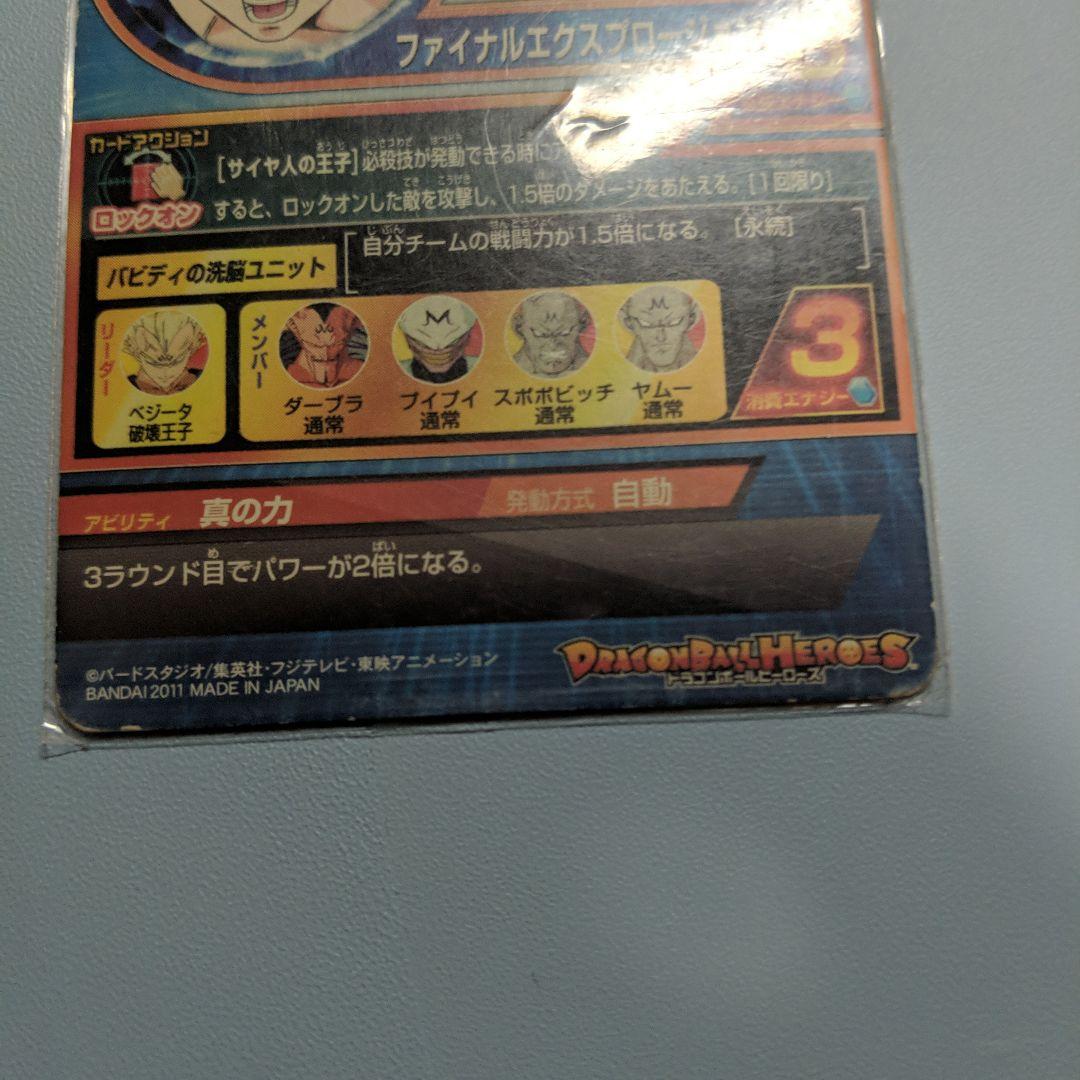 ファイナルエクスプロージョン
カードアクション
ロックオン
[サイヤ人の王子]必殺技が発動できる時に
すると、ロックオンした敵を攻撃し、1.5倍のダメージをあたえる。[1回限り]
バビディの洗脳ユニット
自分チームの戦闘力が1.5倍になる。 [永続]
リーダー
ベジータ
破壊王子
メンバー
ダーブラ
通常
プイプイ
通常
スポポビッチ
通常
ヤムー
通常
3
消費エナジー
アビリティ 真の力 発動方式 自動
3ラウンド目でパワーが2倍になる。
©バードスタジオ/集英社・フジテレビ・東映アニメーション
BANDAI 2011 MADE IN JAPAN
DRAGONBALL HEROES
ドラゴンボールヒーローズ